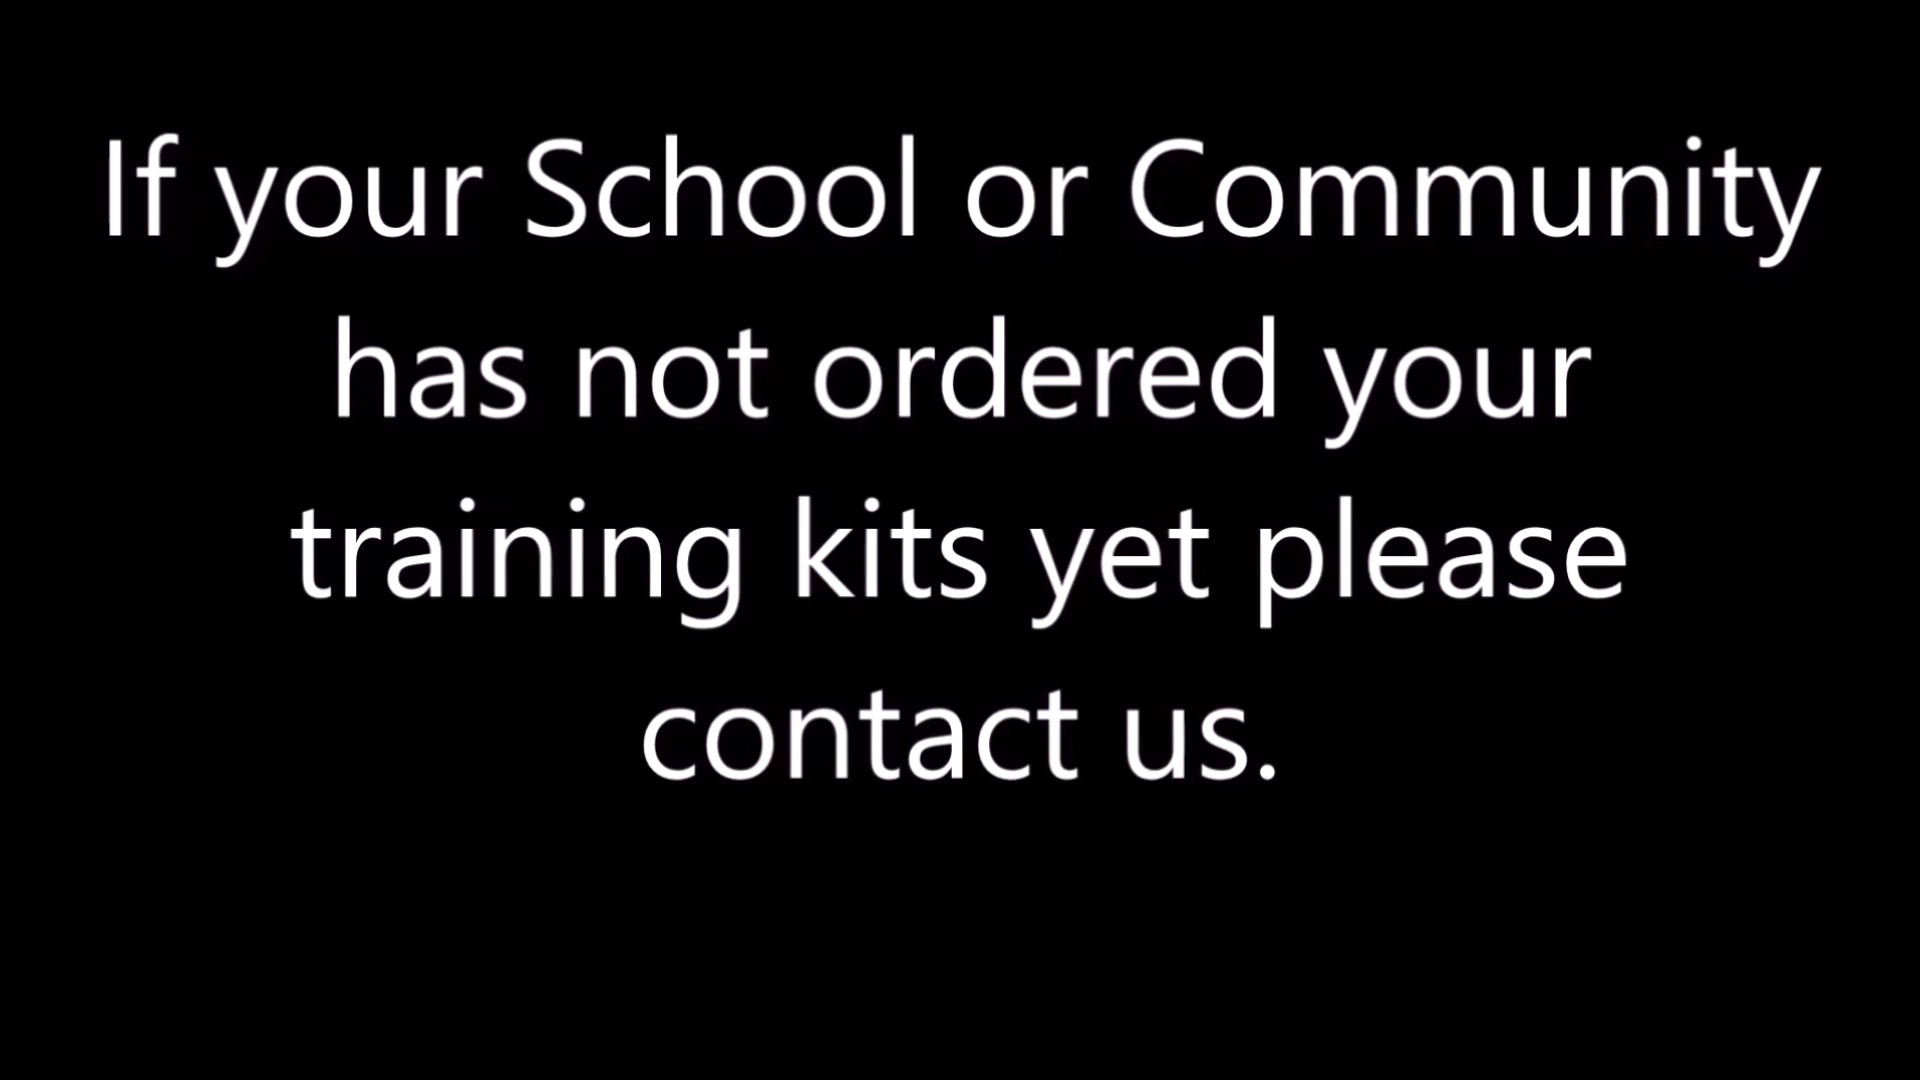 If your School or Community
has not ordered your
training kits yet please
contact us.